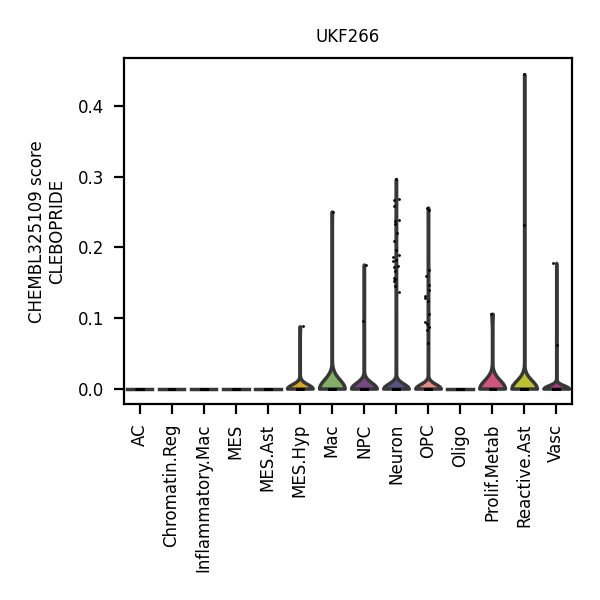 UKF266
CHEMBL325109 score
CLEBOPRIDE
0.4
0.3
0.2
0.1
0.0
AC
Chromatin.Reg
Inflammatory.Mac
MES
MES.Ast
MES.Hyp
Mac
NPC
Neuron
OPC
Oligo
Prolif.Metab
Reactive.Ast
Vasc